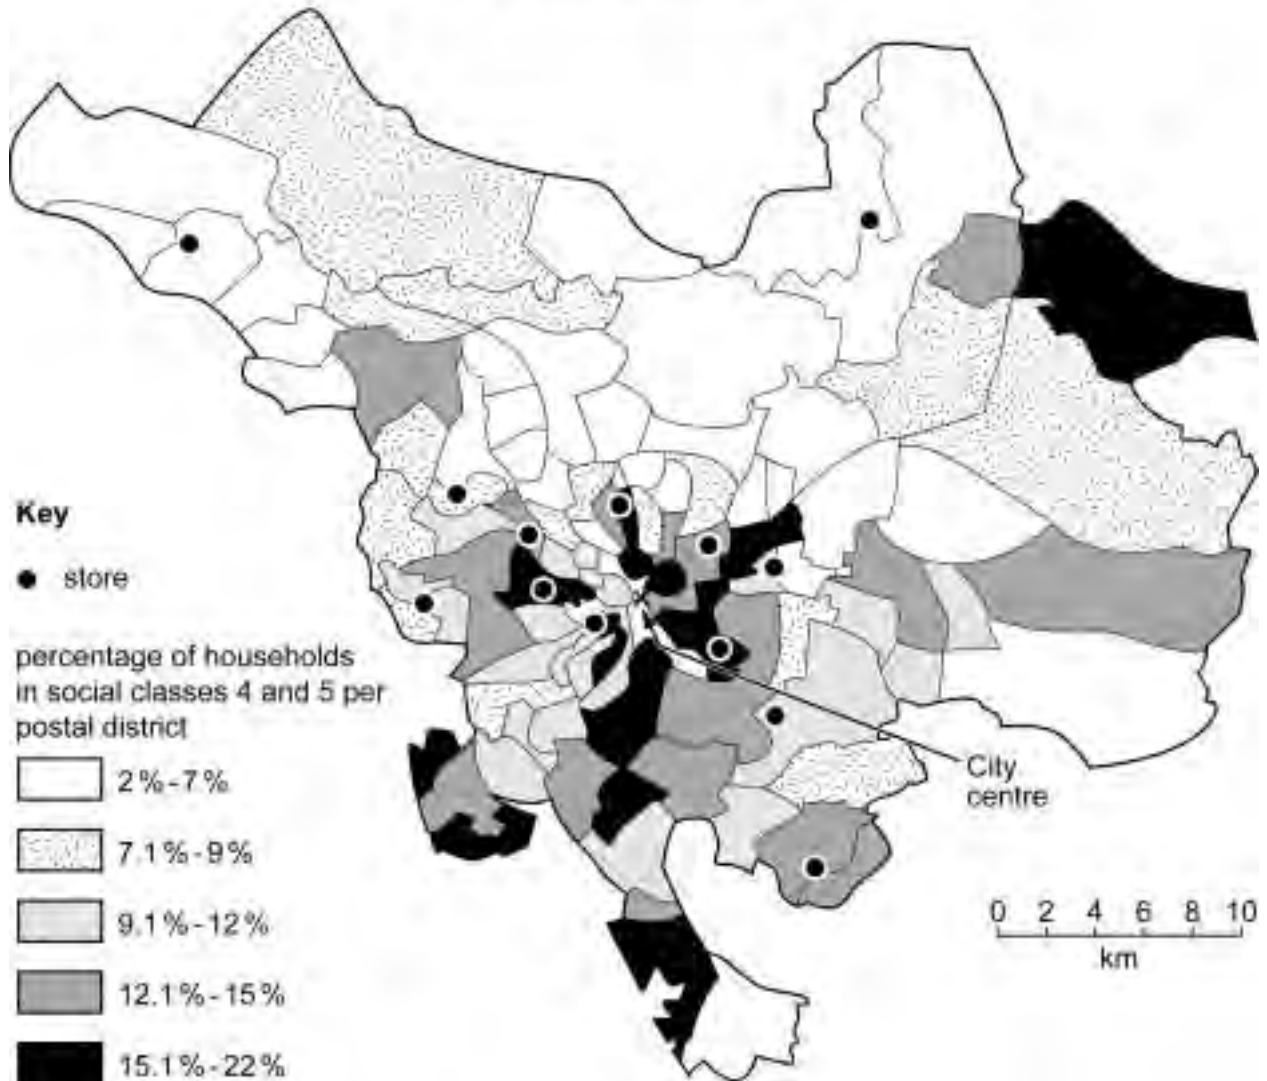 Key
store
percentage of households
in social classes 4 and 5 per
postal district
2%-7%
7.1%-9%
9.1%-12%
12.1%-15%
15.1%-22%
City
centre
0 2 4 6 8 10
km